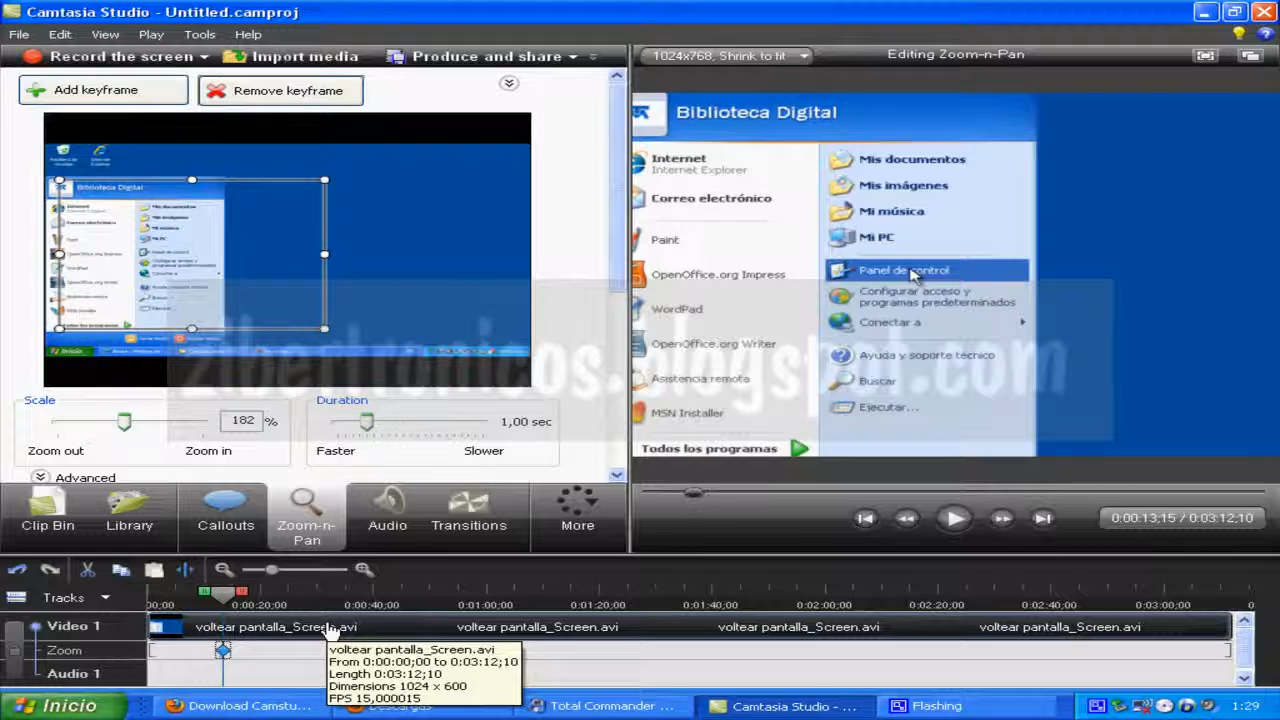 Camtasia Studio - Untitled.camproj
File Edit View Play Tools Help
Record the screen Import media Produce and share
1024x768, Shrink to fit
Editing Zoom-n-Pan
Add keyframe
Remove keyframe
Biblioteca Digital
Scale
182 %
Zoom out Zoom in
Duration
1,00 sec
Faster Slower
Advanced
Biblioteca Digital
Internet
Internet Explorer
Correo electrónico
Paint
OpenOffice.org Impress
WordPad
OpenOffice.org Writer
Asistencia remota
MSN Installer
Todos los programas
Mis documentos
Mis imágenes
Mi música
Mi PC
Panel de control
Configurar acceso y
programas predeterminados
Conectar a
Ayuda y soporte técnico
Buscar
Ejecutar...
zibertronicos.blogspot.com
Clip Bin
Library
Callouts
Zoom-n-
Pan
Audio
Transitions
More
0:00:13;15 / 0:03:12;10
Tracks
00;00 0:00:20;00 0:00:40;00 0:01:00;00 0:01:20;00 0:01:40;00 0:02:00;00 0:02:20;00 0:02:40;00 0:03:00;00
Video 1
voltear pantalla_Screen.avi voltear pantalla_Screen.avi voltear pantalla_Screen.avi voltear pantalla_Screen.avi
Zoom
Audio 1
voltear pantalla_Screen.avi
From 0:00:00;00 to 0:03:12;10
Length 0:03:12;10
Dimensions 1024 x 600
FPS 15,000015
Inicio
Download Camstu...
Descargas
Total Commander ...
Camtasia Studio - ...
Flashing
1:29